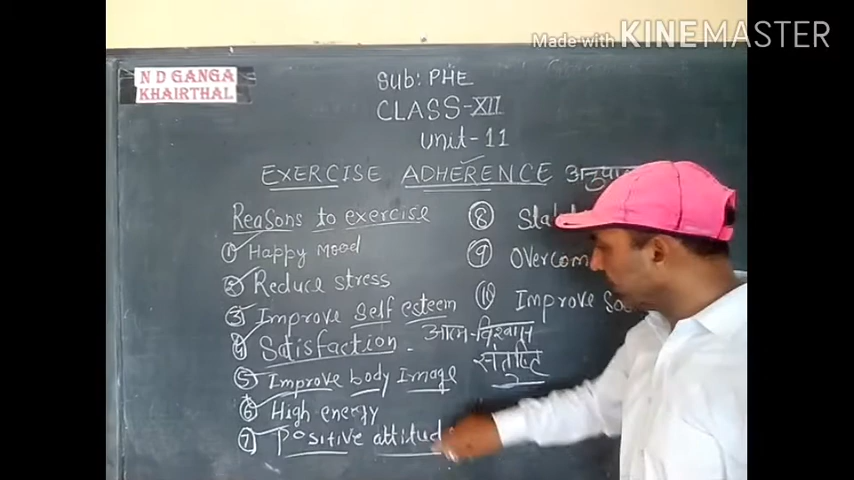 Made with KINEMASTER
N D GANGA
KHAIRTHAL
Sub: PHE
CLASS-XII
Unit-11
EXERCISE ADHERENCE
Reasons to exercise
① Happy mood
② Reduce stress
③ Improve self esteem
④ Satisfaction - आत्म-विश्वास
संतुष्टि
⑤ Improve body Image
⑥ High energy
⑦ Positive
⑧
⑨
⑩ Improve